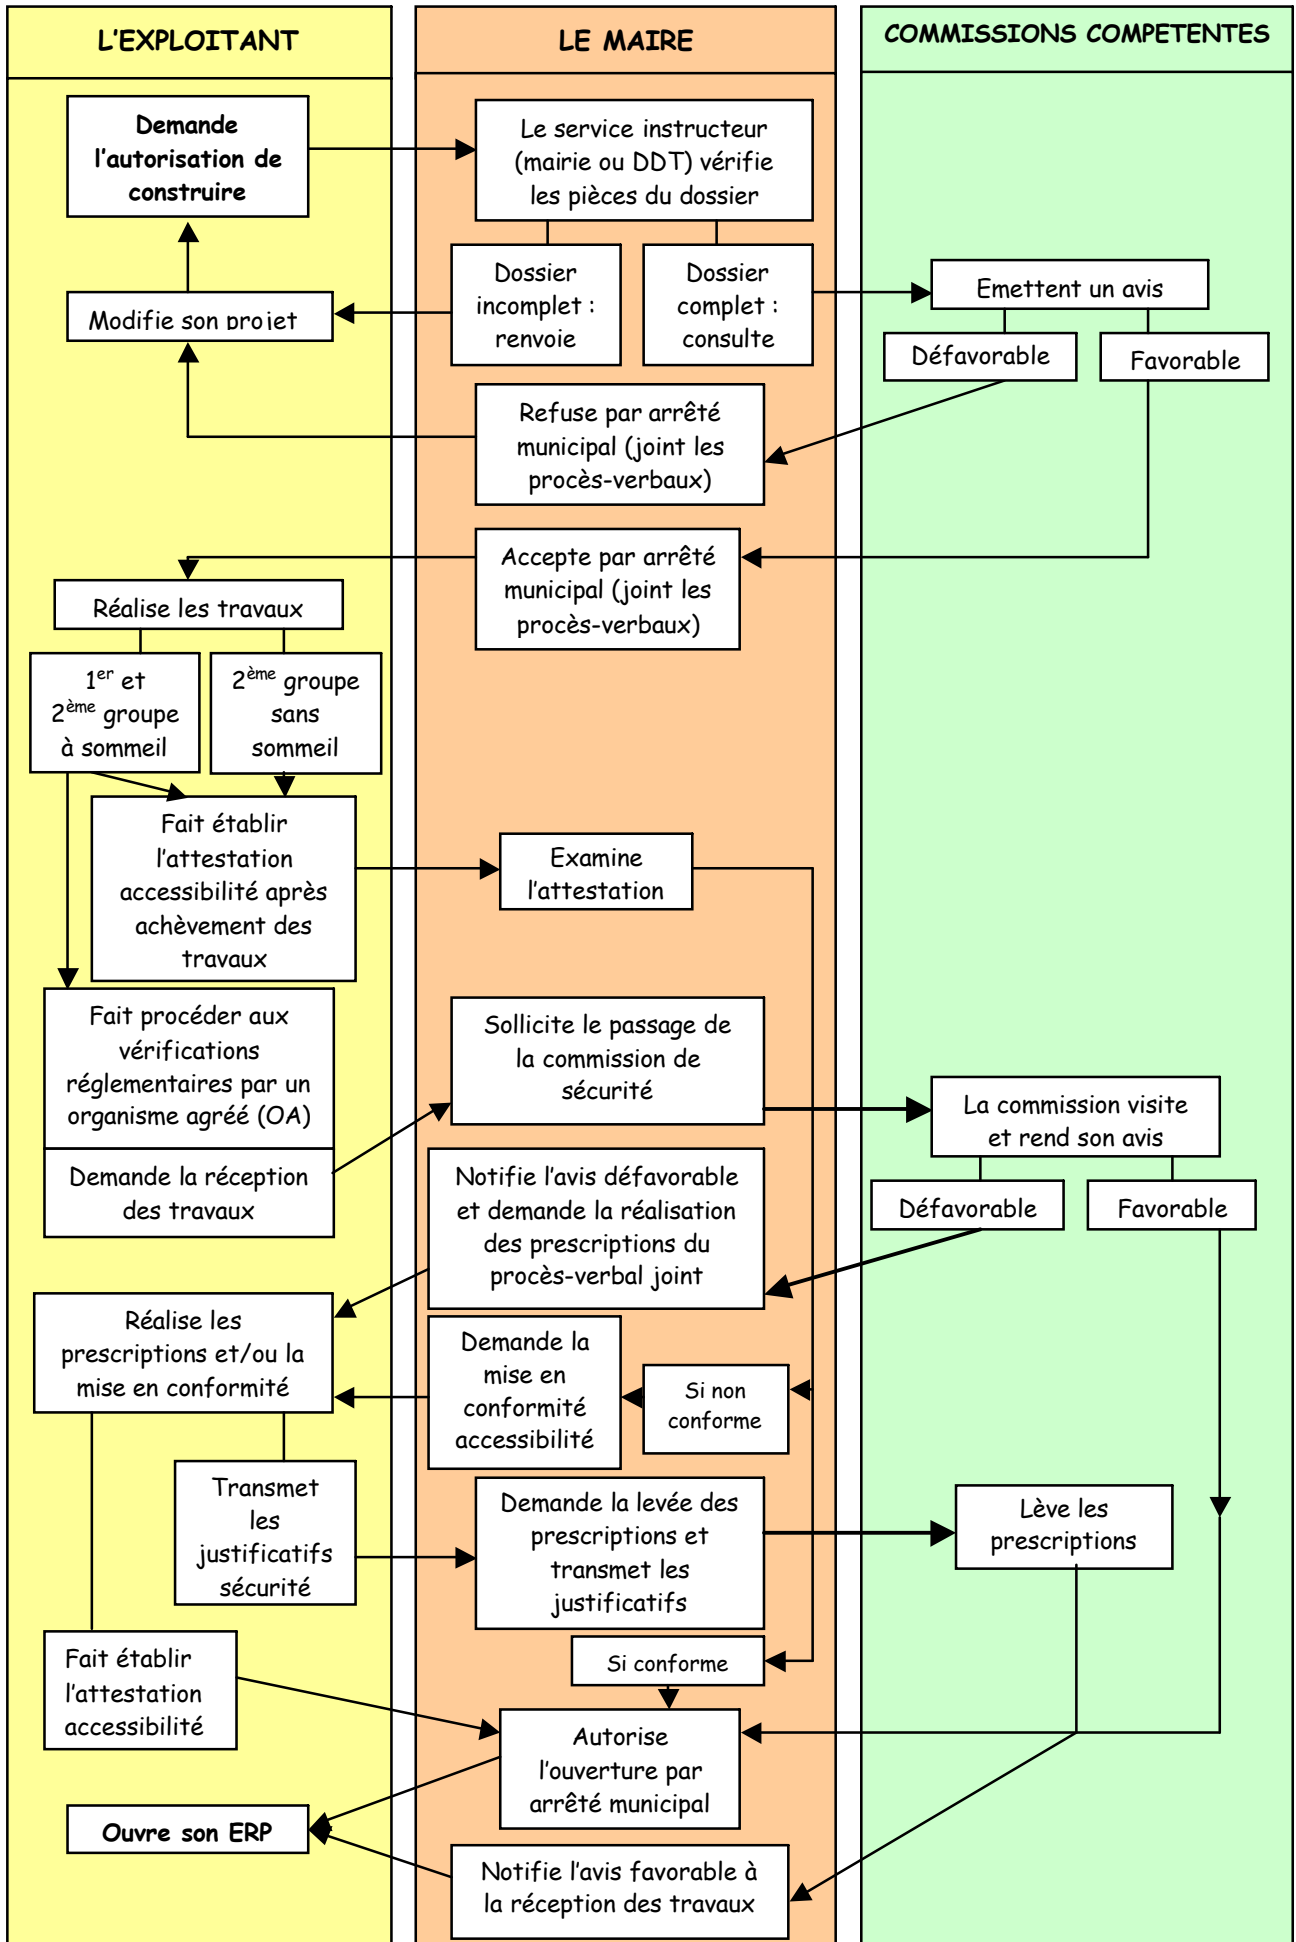 L'EXPLOITANT
LE MAIRE
COMMISSIONS COMPETENTES
Demande
l'autorisation de
construire
Le service instructeur
(mairie ou DDT) vérifie
les pièces du dossier
Dossier
incomplet :
renvoie
Dossier
complet :
consulte
Emettent un avis
Modifie son projet
Défavorable
Favorable
Refuse par arrêté
municipal (joint les
procès-verbaux)
Accepte par arrêté
municipal (joint les
procès-verbaux)
Réalise les travaux
1er et
2ème groupe
à sommeil
2ème groupe
sans
sommeil
Fait établir
l'attestation
accessibilité après
achèvement des
travaux
Examine
l'attestation
Fait procéder aux
vérifications
réglementaires par un
organisme agréé (OA)
Demande la réception
des travaux
Sollicite le passage de
la commission de
sécurité
La commission visite
et rend son avis
Défavorable
Favorable
Notifie l'avis défavorable
et demande la réalisation
des prescriptions du
procès-verbal joint
Réalise les
prescriptions et/ou la
mise en conformité
Demande la
mise en
conformité
accessibilité
Si non
conforme
Transmet
les
justificatifs
sécurité
Demande la levée des
prescriptions et
transmet les
justificatifs
Lève les
prescriptions
Fait établir
l'attestation
accessibilité
Si conforme
Autorise
l'ouverture par
arrêté municipal
Ouvre son ERP
Notifie l'avis favorable à
la réception des travaux